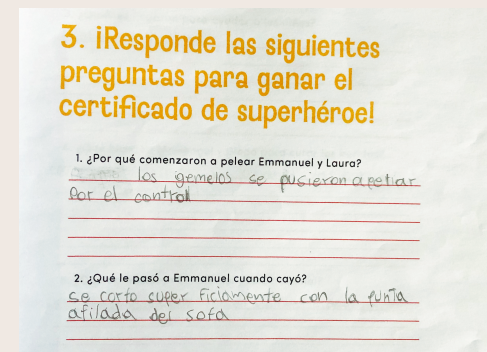 3. ¡Responde las siguientes
preguntas para ganar el
certificado de superhéroe!
1. ¿Por qué comenzaron a pelear Emmanuel y Laura?
los gemelos se pusieron a peliar
Por el control
2. ¿Qué le pasó a Emmanuel cuando cayó?
se corto super ficiamente con la punta
afilada del sofa